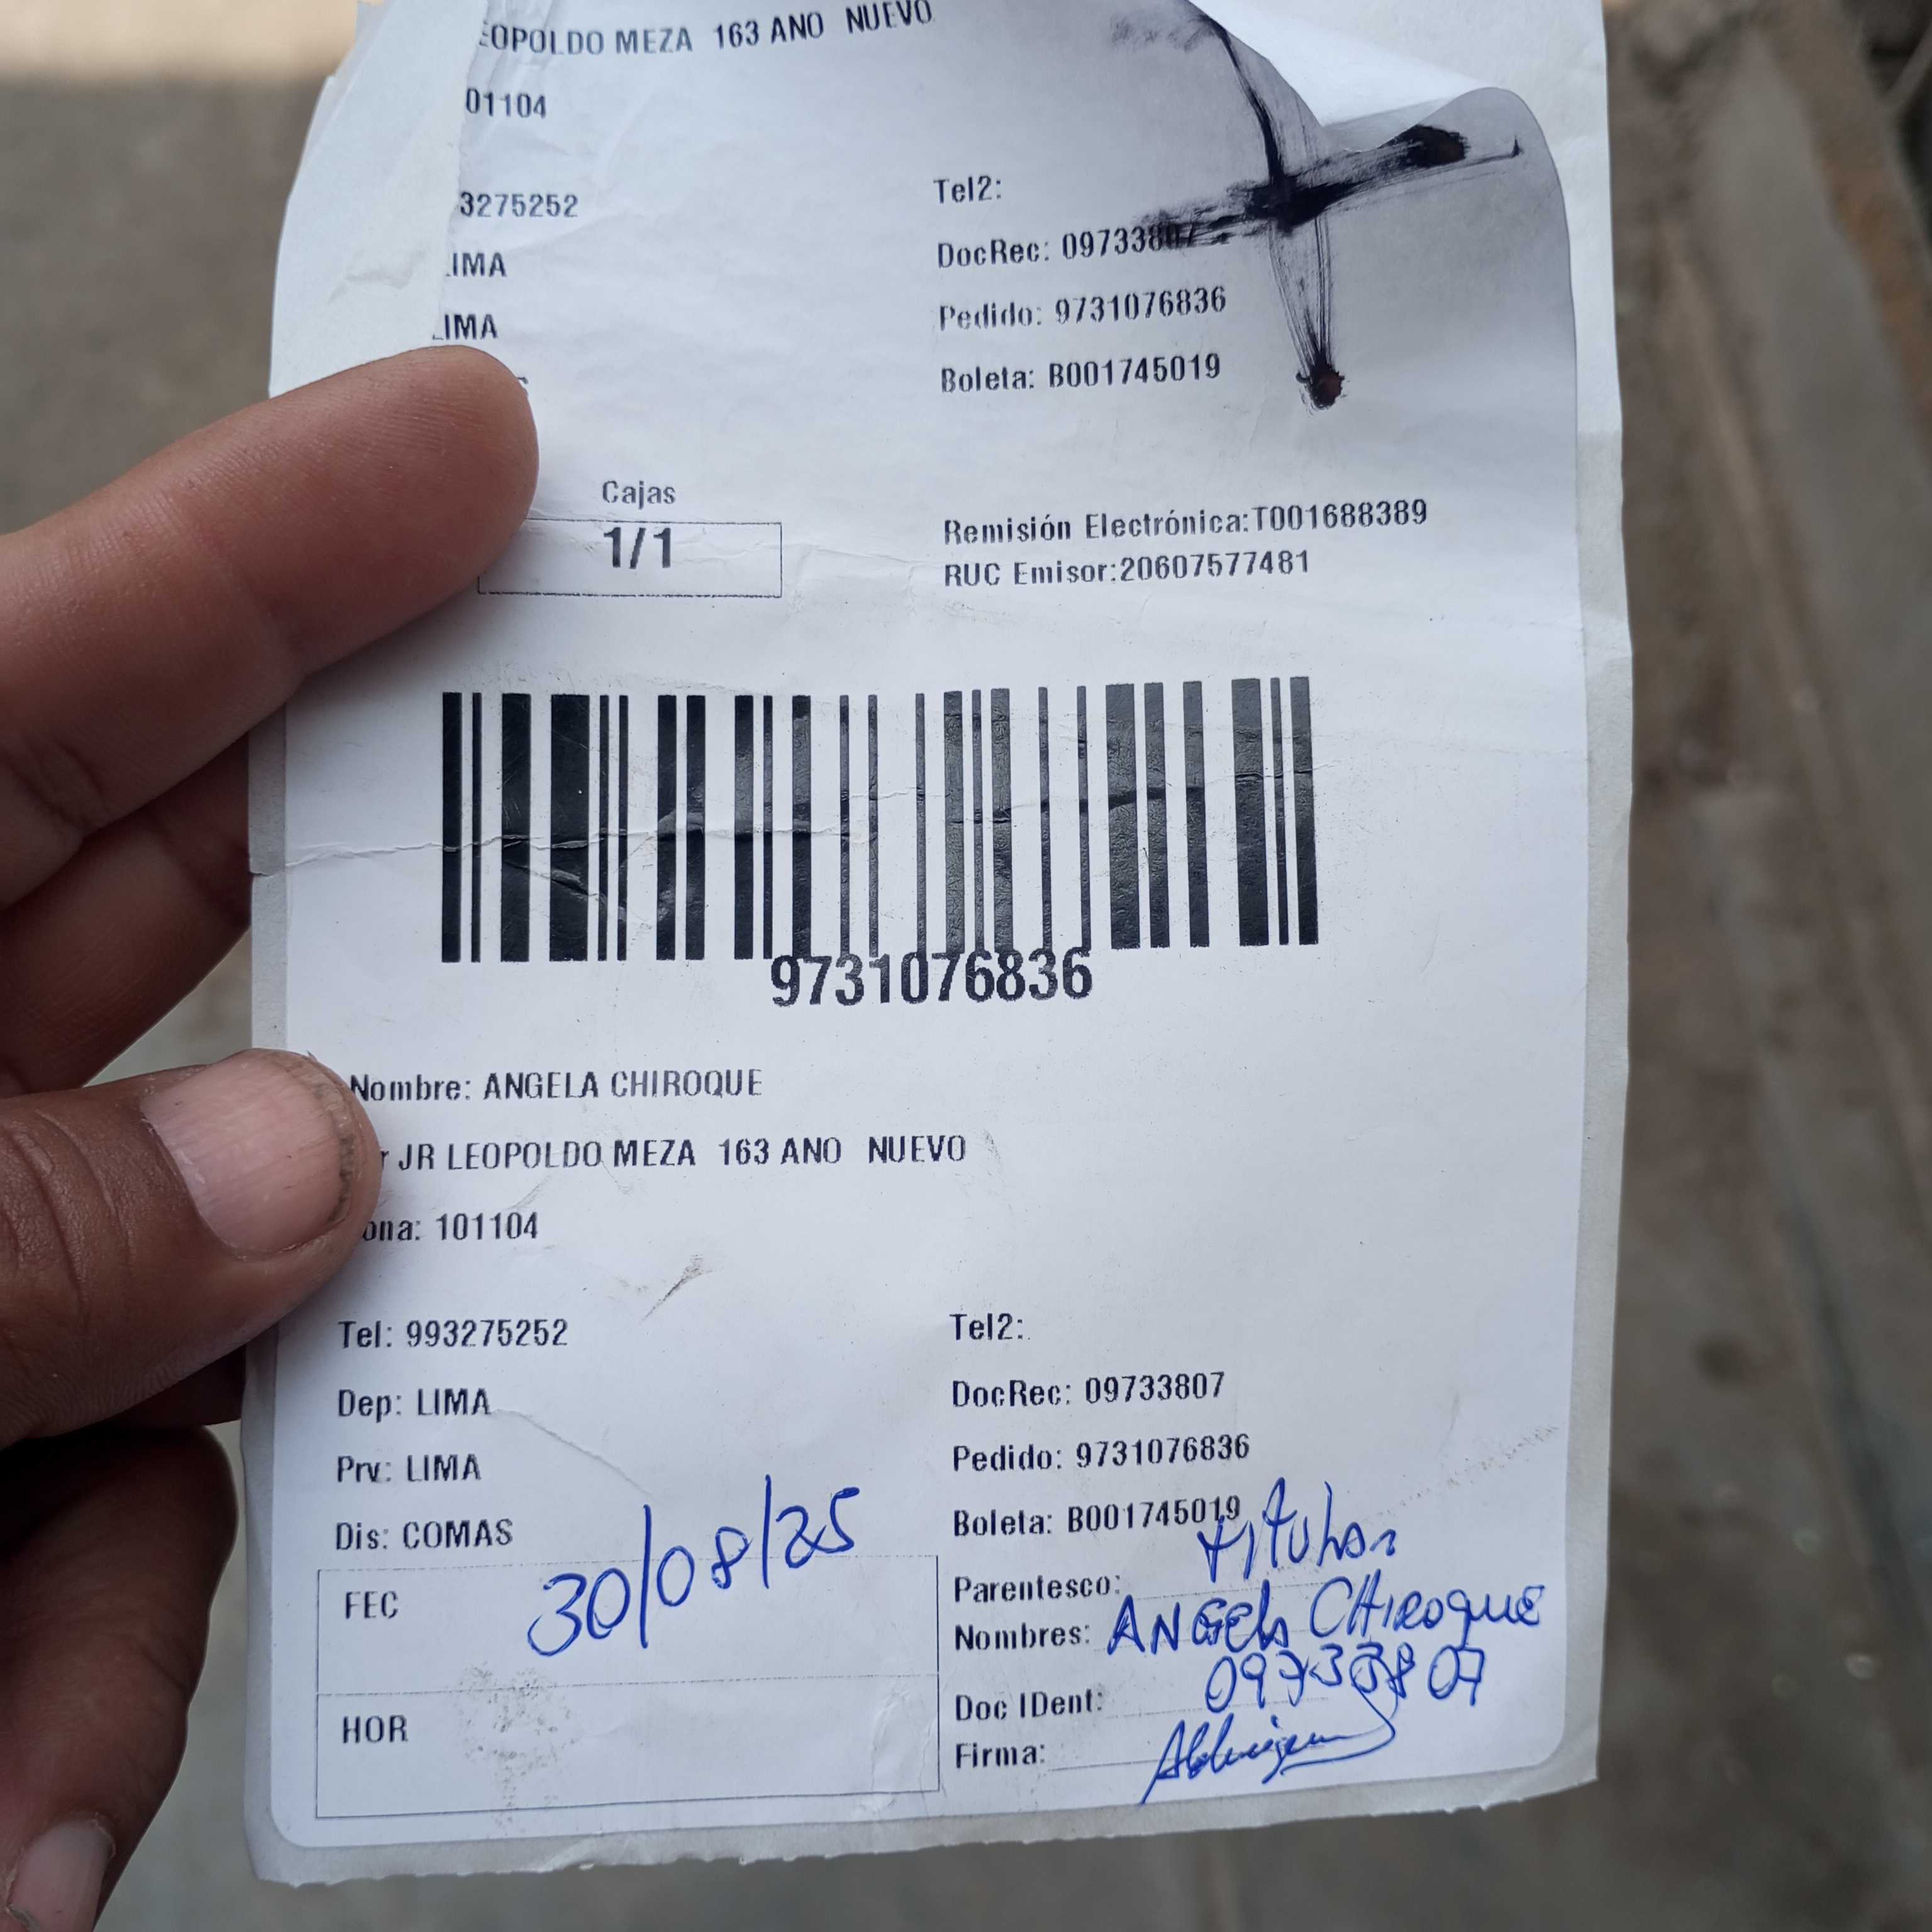 EOPOLDO MEZA 163 ANO NUEVO
01104
3275252 Tel2:
IMA DocRec: 09733807
LIMA Pedido: 9731076836
Boleta: B001745019
Cajas
1/1
Remisión Electrónica:T001688389
RUC Emisor:20607577481
9731076836
Nombre: ANGELA CHIROQUE
r JR LEOPOLDO MEZA 163 ANO NUEVO
ona: 101104
Tel: 993275252 Tel2:
Dep: LIMA DocRec: 09733807
Prv: LIMA Pedido: 9731076836
Dis: COMAS Boleta: B001745019
FEC 30/08/25
Parentesco: titular
Nombres: ANGELA CHIROQUE
HOR
Doc IDent: 09733807
Firma: